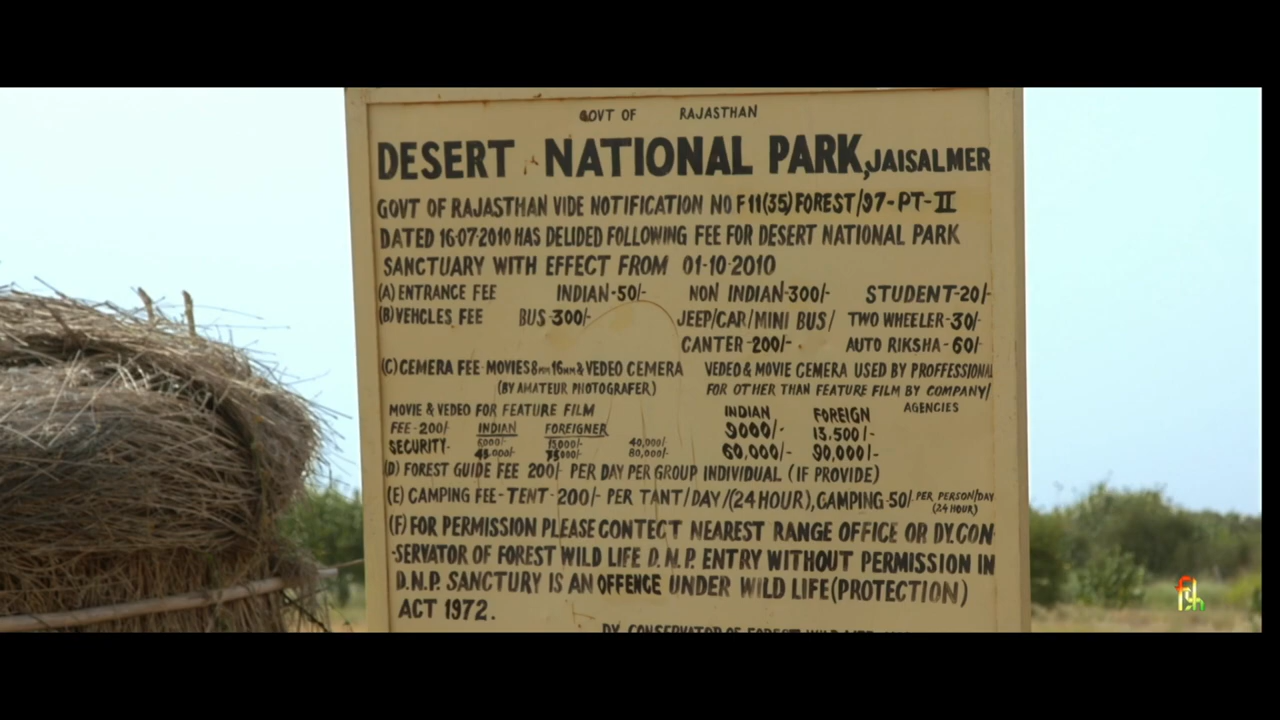 GOVT OF RAJASTHAN
DESERT NATIONAL PARK, JAISALMER
GOVT OF RAJASTHAN VIDE NOTIFICATION NO F11(35)FOREST/97-PT-II
DATED 16-07-2010 HAS DELIDED FOLLOWING FEE FOR DESERT NATIONAL PARK
SANCTUARY WITH EFFECT FROM 01-10-2010
(A) ENTRANCE FEE INDIAN-50/- NON INDIAN-300/- STUDENT-20/-
(B) VEHCLES FEE BUS-300/- JEEP/CAR/MINI BUS/ TWO WHEELER-30/-
CANTER-200/- AUTO RIKSHA-60/-
(C) CEMERA FEE-MOVIES 8MM 16MM & VEDEO CEMERA VEDEO & MOVIE CEMERA USED BY PROFESSIONAL
(BY AMATEUR PHOTOGRAFER) FOR OTHER THAN FEATURE FILM BY COMPANY/
AGENCIES
MOVIE & VEDEO FOR FEATURE FILM INDIAN FOREIGN
FEE-200/- INDIAN FOREIGNER 9000/- 13,500/-
SECURITY- 40,000/- 60,000/- 90,000/-
80,000/-
(D) FOREST GUIDE FEE 200/- PER DAY PER GROUP INDIVIDUAL (IF PROVIDE)
(E) CAMPING FEE-TENT-200/- PER TANT/DAY/(24 HOUR), CAMPING-50/- PER PERSON/DAY
(24 HOUR)
(F) FOR PERMISSION PLEASE CONTECT NEAREST RANGE OFFICE OR DY.CON-
-SERVATOR OF FOREST WILD LIFE D.N.P. ENTRY WITHOUT PERMISSION IN
D.N.P. SANCTURY IS AN OFFENCE UNDER WILD LIFE(PROTECTION)
ACT 1972.
DY. CONSERVATOR OF FOREST WILD LIFE